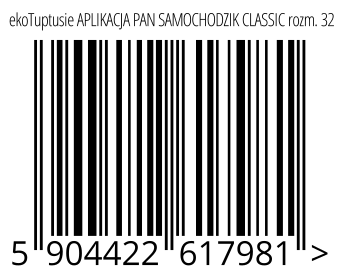 ekoTuptusie APLIKACJA PAN SAMOCHODZIK CLASSIC rozm. 32
5 904422 617981 >